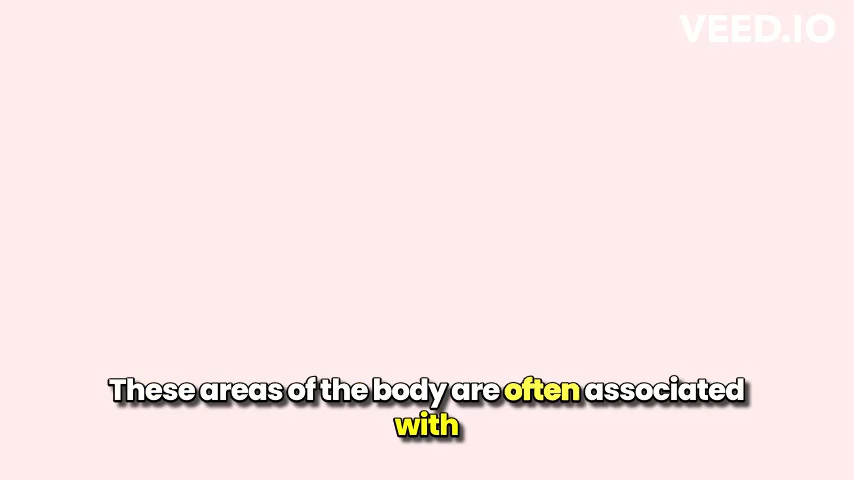 VEED.IO
These areas of the body are often associated
with